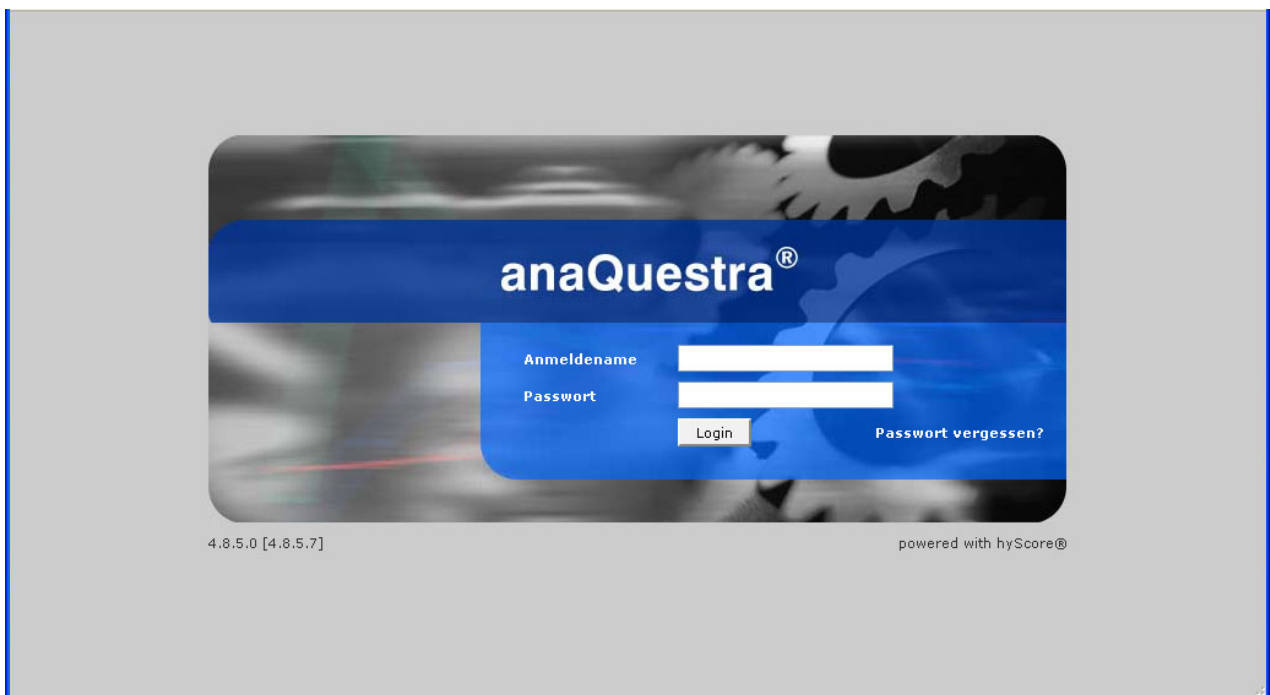 anaQuestra®
Anmeldename
Passwort
Login Passwort vergessen?
4.8.5.0 [4.8.5.7] powered with hyScore®